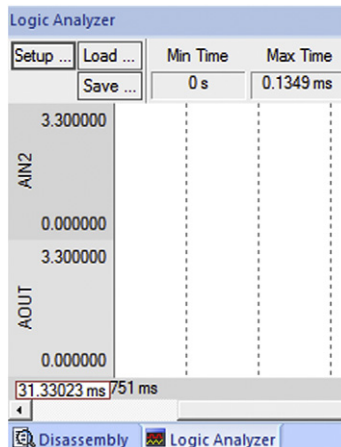 Logic Analyzer
Setup ... Load ... Min Time Max Time
Save ... 0 s 0.1349 ms
3.300000
AIN2
0.000000
3.300000
AOUT
0.000000
31.33023 ms 751 ms
Disassembly Logic Analyzer